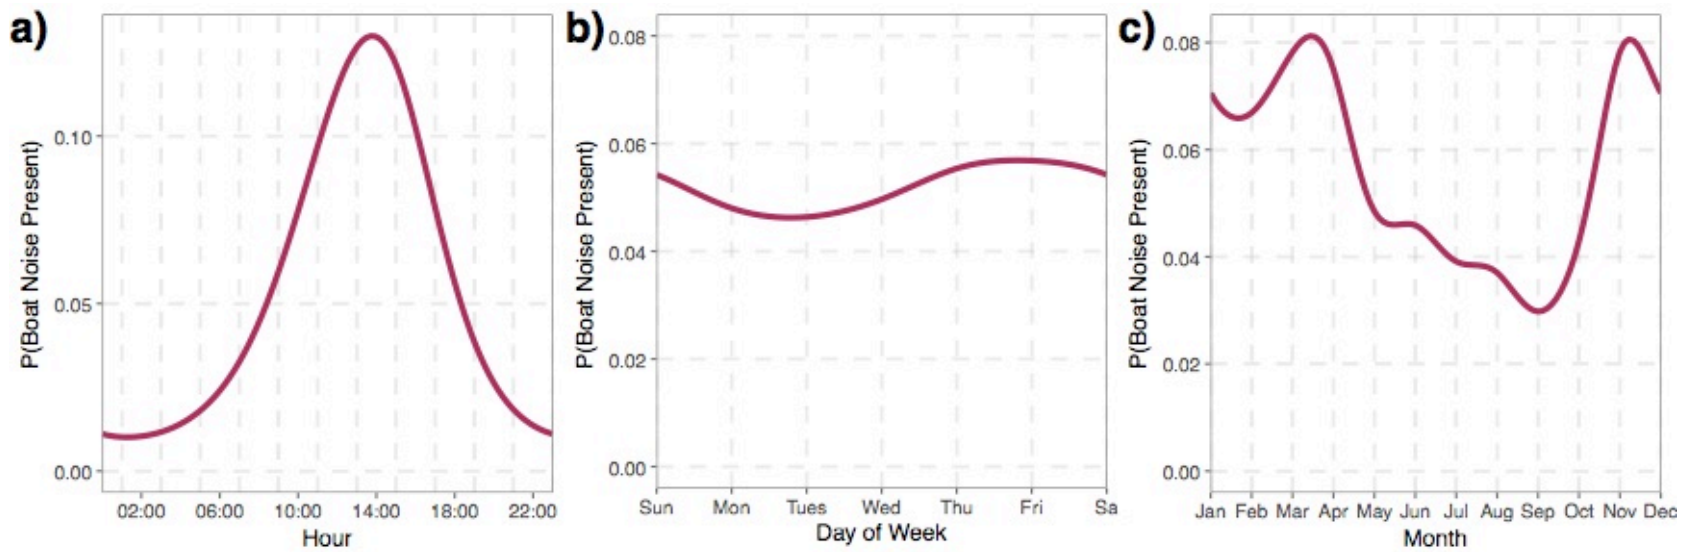 a)
P(Boat Noise Present)
0.10
0.05
0.00
02:00 06:00 10:00 14:00 18:00 22:00
Hour
b)
P(Boat Noise Present)
0.08
0.06
0.04
0.02
0.00
Sun Mon Tues Wed Thu Fri Sa
Day of Week
c)
P(Boat Noise Present)
0.08
0.06
0.04
0.02
0.00
Jan Feb Mar Apr May Jun Jul Aug Sep Oct Nov Dec
Month